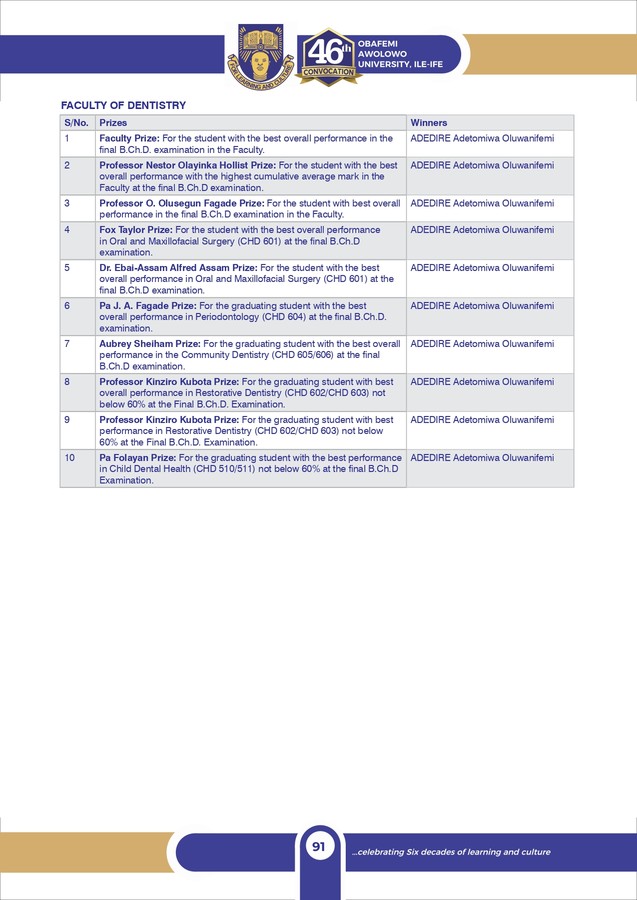 FOR LEARNING AND CULTURE
46th
CONVOCATION
OBAFEMI
AWOLOWO
UNIVERSITY, ILE-IFE
FACULTY OF DENTISTRY
S/No. Prizes Winners
1 Faculty Prize: For the student with the best overall performance in the ADEDIRE Adetomiwa Oluwanifemi
final B.Ch.D. examination in the Faculty.
2 Professor Nestor Olayinka Hollist Prize: For the student with the best ADEDIRE Adetomiwa Oluwanifemi
overall performance with the highest cumulative average mark in the
Faculty at the final B.Ch.D examination.
3 Professor O. Olusegun Fagade Prize: For the student with best overall ADEDIRE Adetomiwa Oluwanifemi
performance in the final B.Ch.D examination in the Faculty.
4 Fox Taylor Prize: For the student with the best overall performance ADEDIRE Adetomiwa Oluwanifemi
in Oral and Maxillofacial Surgery (CHD 601) at the final B.Ch.D
examination.
5 Dr. Ebai-Assam Alfred Assam Prize: For the student with the best ADEDIRE Adetomiwa Oluwanifemi
overall performance in Oral and Maxillofacial Surgery (CHD 601) at the
final B.Ch.D examination.
6 Pa J. A. Fagade Prize: For the graduating student with the best ADEDIRE Adetomiwa Oluwanifemi
overall performance in Periodontology (CHD 604) at the final B.Ch.D.
examination.
7 Aubrey Sheiham Prize: For the graduating student with the best overall ADEDIRE Adetomiwa Oluwanifemi
performance in the Community Dentistry (CHD 605/606) at the final
B.Ch.D examination.
8 Professor Kinziro Kubota Prize: For the graduating student with best ADEDIRE Adetomiwa Oluwanifemi
overall performance in Restorative Dentistry (CHD 602/CHD 603) not
below 60% at the Final B.Ch.D. Examination.
9 Professor Kinziro Kubota Prize: For the graduating student with best ADEDIRE Adetomiwa Oluwanifemi
performance in Restorative Dentistry (CHD 602/CHD 603) not below
60% at the Final B.Ch.D. Examination.
10 Pa Folayan Prize: For the graduating student with the best performance ADEDIRE Adetomiwa Oluwanifemi
in Child Dental Health (CHD 510/511) not below 60% at the final B.Ch.D
Examination.
91
...celebrating Six decades of learning and culture